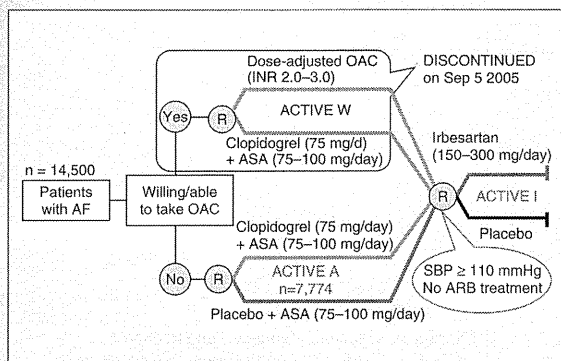 Dose-adjusted OAC
(INR 2.0–3.0)
DISCONTINUED
on Sep 5 2005
Yes
R
ACTIVE W
Clopidogrel (75 mg/d)
+ ASA (75–100 mg/day)
Irbesartan
(150–300 mg/day)
n = 14,500
Patients
with AF
Willing/able
to take OAC
R
ACTIVE I
Placebo
Clopidogrel (75 mg/day)
+ ASA (75–100 mg/day)
No
R
ACTIVE A
n=7,774
Placebo + ASA (75–100 mg/day)
SBP ≥ 110 mmHg
No ARB treatment